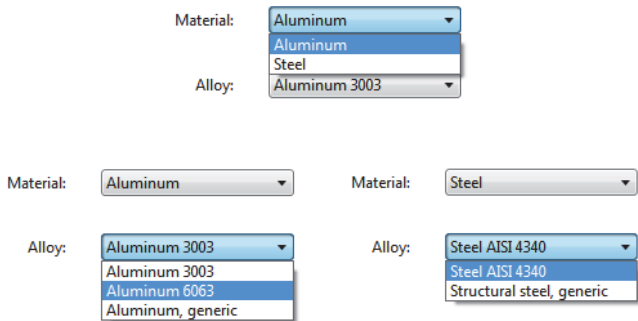 Material: Aluminum
Aluminum
Steel
Alloy: Aluminum 3003
Material: Aluminum
Alloy: Aluminum 3003
Aluminum 3003
Aluminum 6063
Aluminum, generic
Material: Steel
Alloy: Steel AISI 4340
Steel AISI 4340
Structural steel, generic